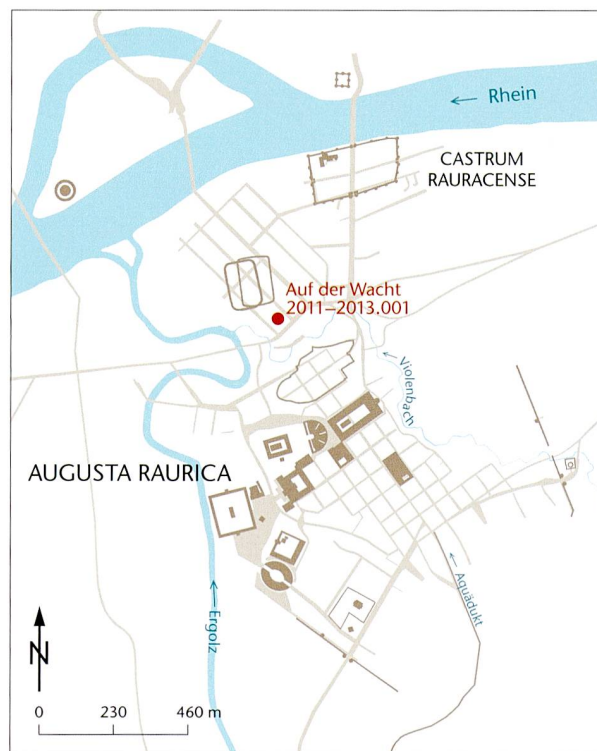 Rhein
CASTRUM
RAURACENSE
Auf der Wacht
2011–2013.001
Violenbach
AUGUSTA RAURICA
Ergolz
Aquädukt
N
0 230 460 m